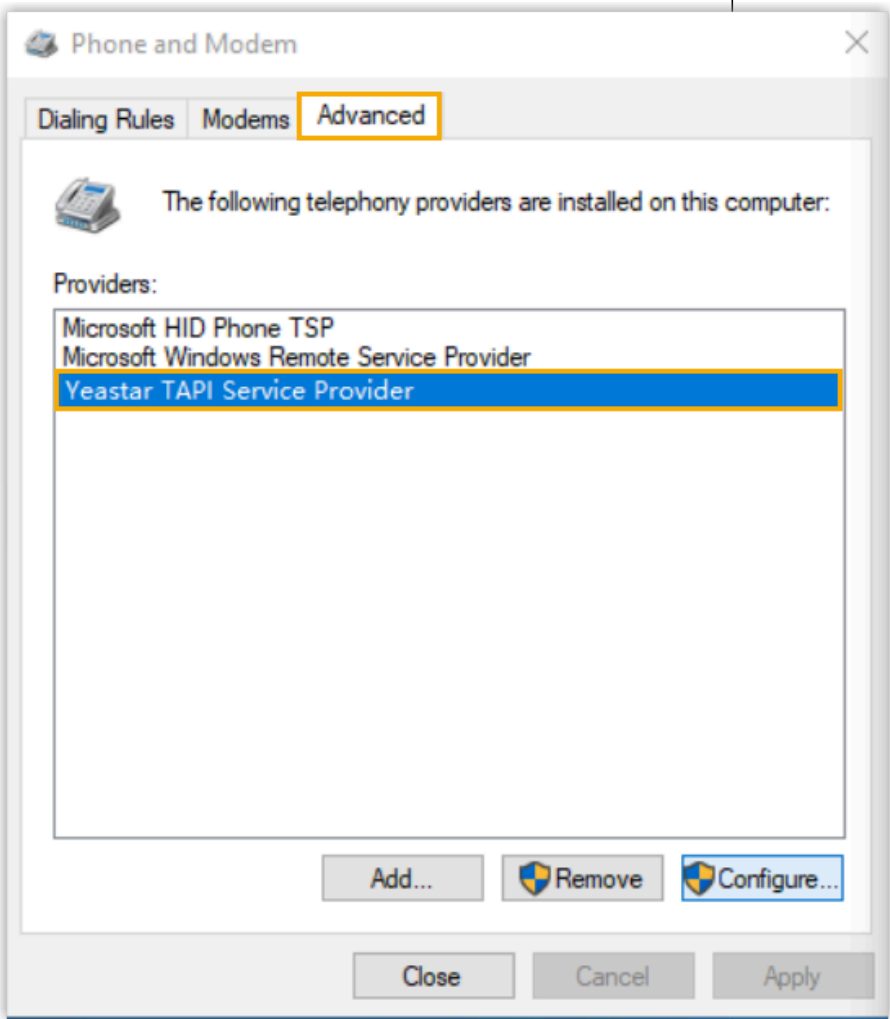 Phone and Modem
Dialing Rules Modems Advanced
The following telephony providers are installed on this computer:
Providers:
Microsoft HID Phone TSP
Microsoft Windows Remote Service Provider
Yeastar TAPI Service Provider
Add... Remove Configure...
Close Cancel Apply